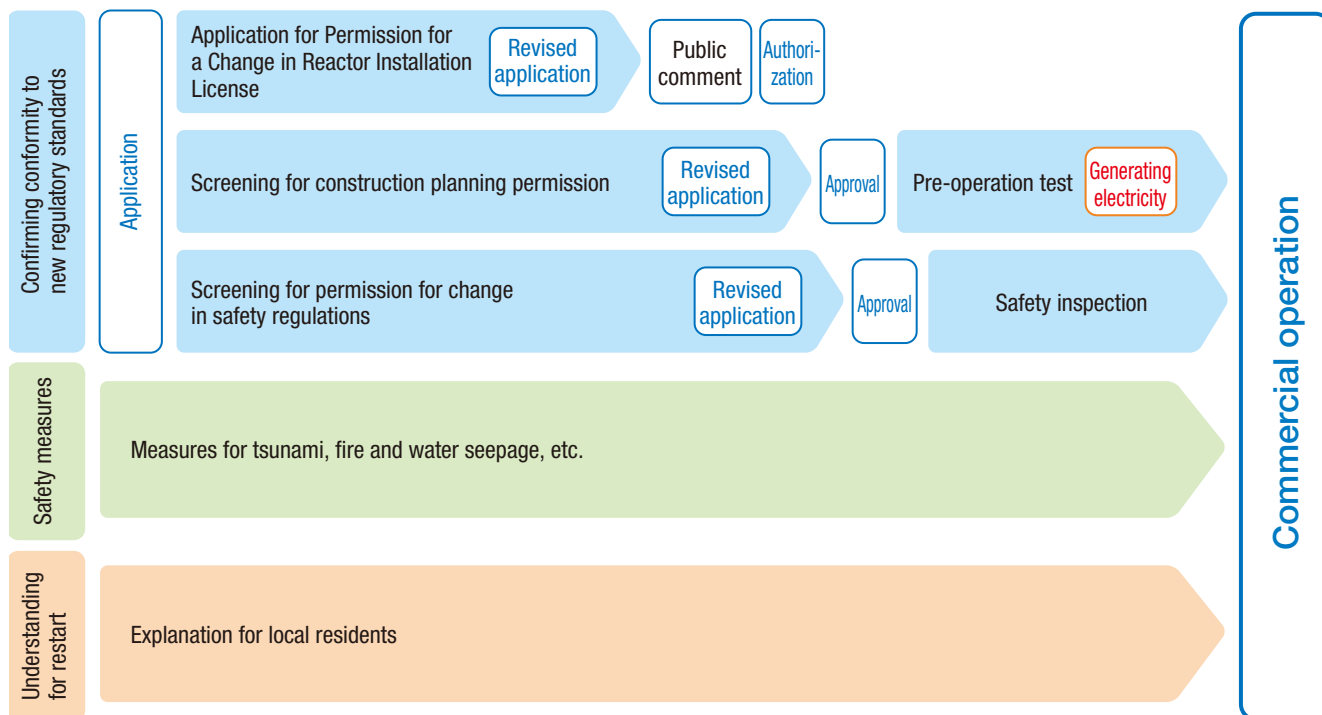 Confirming conformity to
new regulatory standards
Application
Application for Permission for
a Change in Reactor Installation
License
Revised
application
Public
comment
Authori-
zation
Screening for construction planning permission
Revised
application
Approval
Pre-operation test
Generating
electricity
Screening for permission for change
in safety regulations
Revised
application
Approval
Safety inspection
Safety measures
Measures for tsunami, fire and water seepage, etc.
Understanding
for restart
Explanation for local residents
Commercial operation